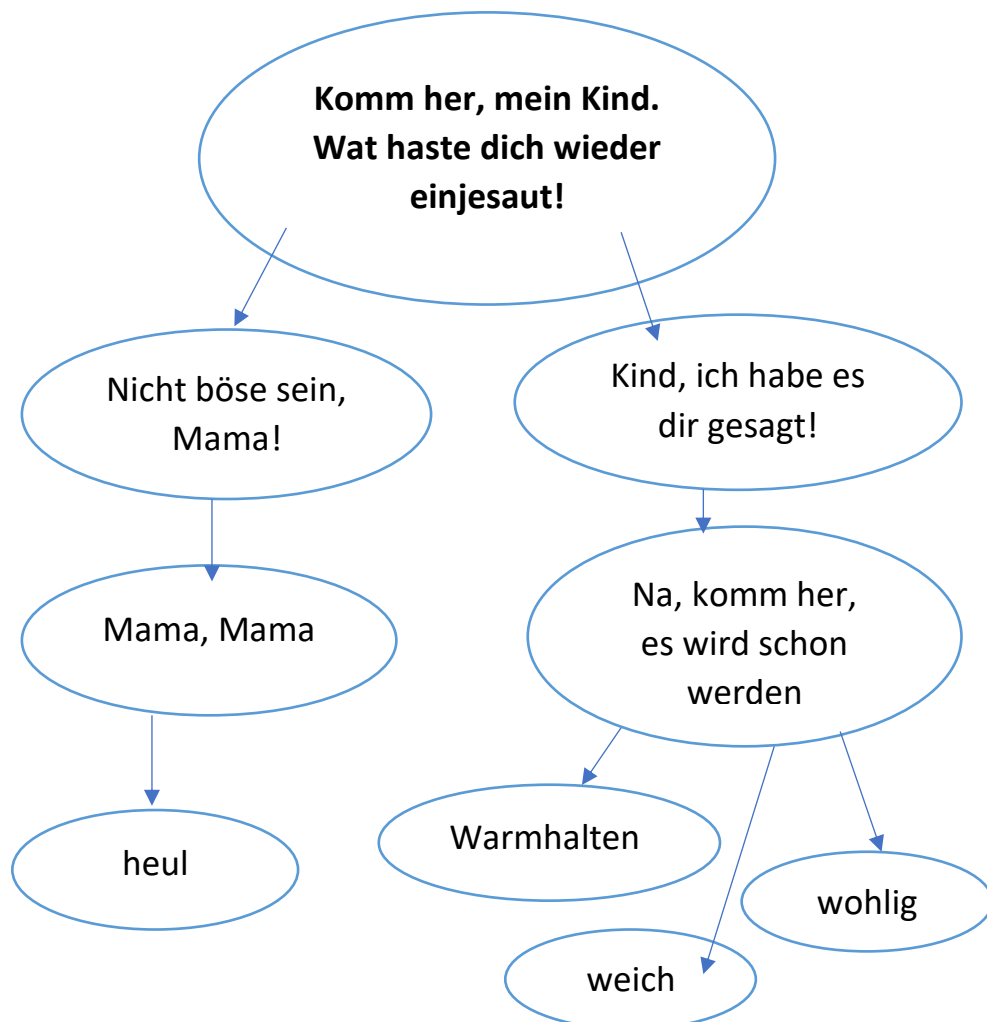 Komm her, mein Kind.
Wat haste dich wieder
einjesaut!
Nicht böse sein,
Mama!
Kind, ich habe es
dir gesagt!
Mama, Mama
Na, komm her,
es wird schon
werden
heul
Warmhalten
wohlig
weich